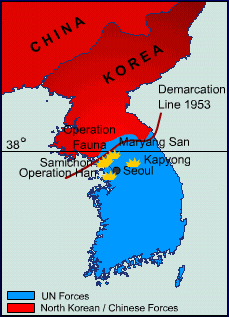 CHINA
KOREA
Demarcation
Line 1953
Operation
Fauna
Maryang San
38°
Samichon
Kapyong
Operation Han
Seoul
UN Forces
North Korean / Chinese Forces